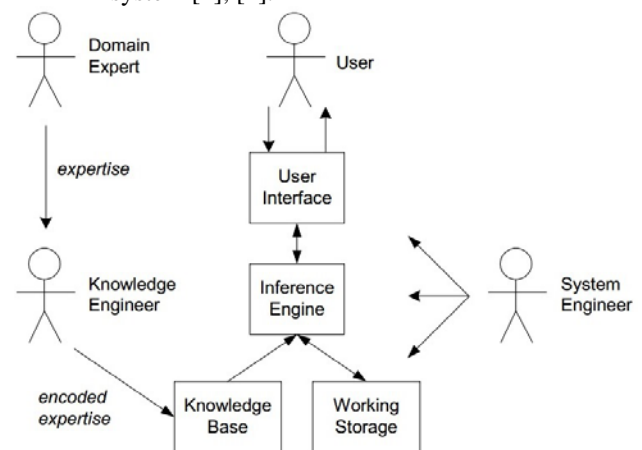 Domain
Expert
User
expertise
User
Interface
Knowledge
Engineer
Inference
Engine
System
Engineer
encoded
expertise
Knowledge
Base
Working
Storage